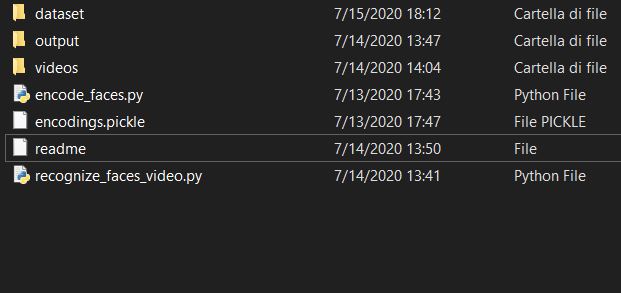 dataset 7/15/2020 18:12 Cartella di file
output 7/14/2020 13:47 Cartella di file
videos 7/14/2020 14:04 Cartella di file
encode_faces.py 7/13/2020 17:43 Python File
encodings.pickle 7/13/2020 17:47 File PICKLE
readme 7/14/2020 13:50 File
recognize_faces_video.py 7/14/2020 13:41 Python File